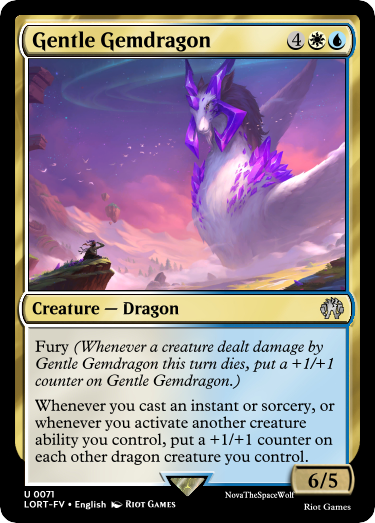 Gentle Gemdragon 4
Creature — Dragon
Fury (Whenever a creature dealt damage by
Gentle Gemdragon this turn dies, put a +1/+1
counter on Gentle Gemdragon.)
Whenever you cast an instant or sorcery, or
whenever you activate another creature
ability you control, put a +1/+1 counter on
each other dragon creature you control.
6/5
U 0071
LORT-FV • English RIOT GAMES
NovaTheSpaceWolf
Riot Games